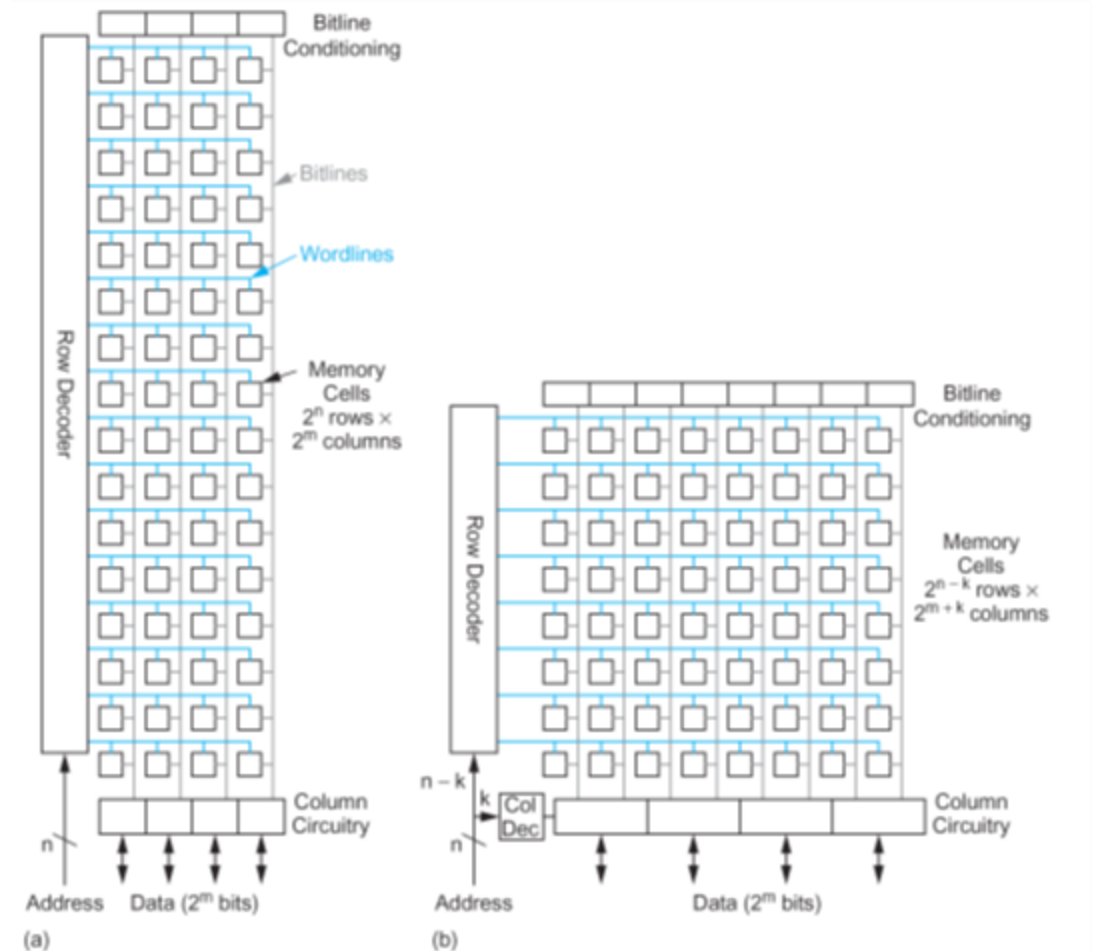 Bitline
Conditioning
Bitlines
Wordlines
Row Decoder
Memory
Cells
2ⁿ rows ×
2ᵐ columns
Column
Circuitry
n
Address
Data (2ᵐ bits)
(a)
Bitline
Conditioning
Row Decoder
Memory
Cells
2ⁿ⁻ᵏ rows ×
2ᵐ⁺ᵏ columns
n – k
k
Col
Dec
Column
Circuitry
n
Address
Data (2ᵐ bits)
(b)